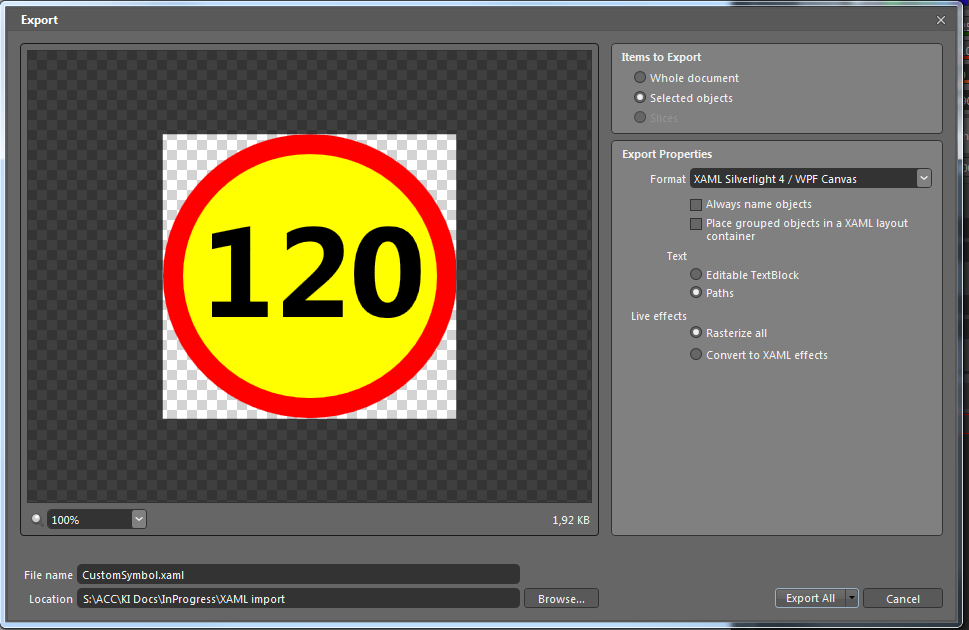 Export
120
100%
1,92 KB
Items to Export
Whole document
Selected objects
Slices
Export Properties
Format XAML Silverlight 4 / WPF Canvas
Always name objects
Place grouped objects in a XAML layout
container
Text
Editable TextBlock
Paths
Live effects
Rasterize all
Convert to XAML effects
File name CustomSymbol.xaml
Location S:\ACC\KI Docs\InProgress\XAML import
Browse...
Export All
Cancel